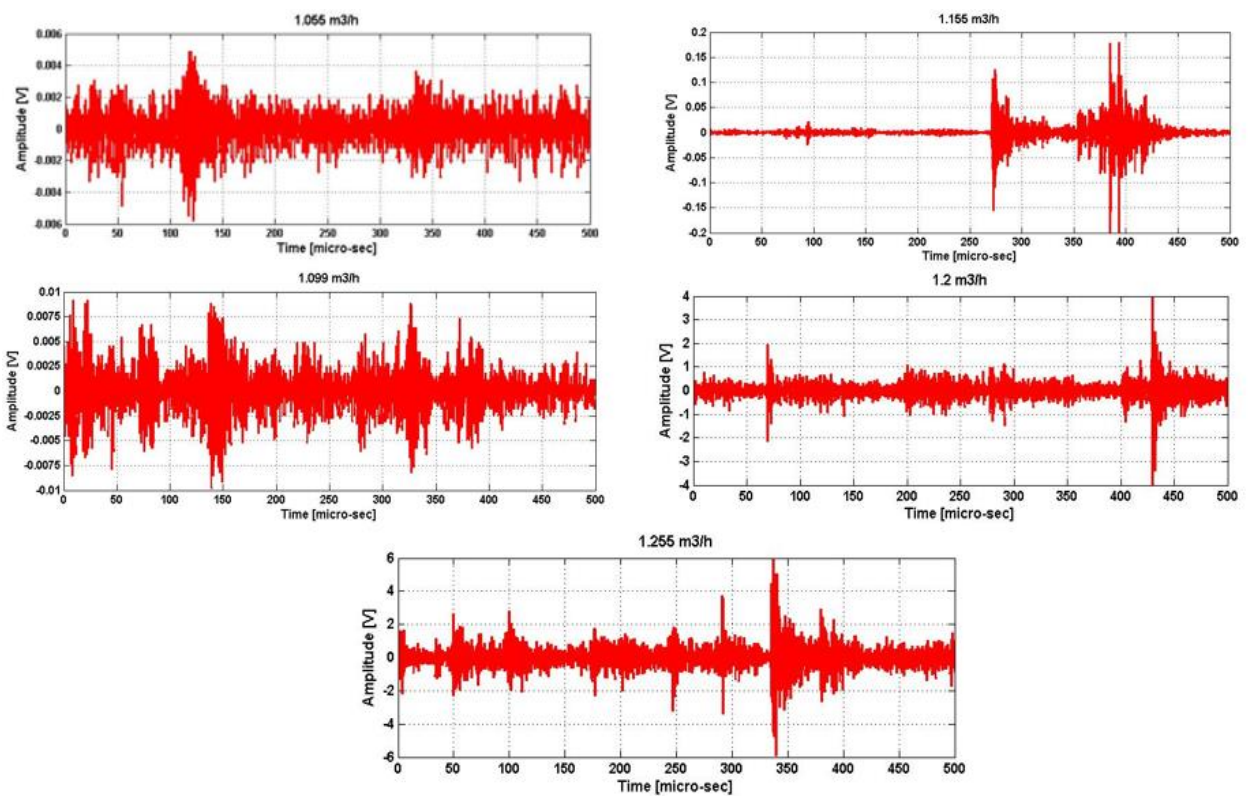 1.055 m3/h
0.006
0.004
0.002
0
-0.002
-0.004
-0.006
Amplitude [V]
0 50 100 150 200 250 300 350 400 450 500
Time [micro-sec]
1.155 m3/h
0.2
0.15
0.1
0.05
0
-0.05
-0.1
-0.15
-0.2
Amplitude [V]
0 50 100 150 200 250 300 350 400 450 500
Time [micro-sec]
1.099 m3/h
0.01
0.0075
0.005
0.0025
0
-0.0025
-0.005
-0.0075
-0.01
Amplitude [V]
0 50 100 150 200 250 300 350 400 450 500
Time [micro-sec]
1.2 m3/h
4
3
2
1
0
-1
-2
-3
-4
Amplitude [V]
0 50 100 150 200 250 300 350 400 450 500
Time [micro-sec]
1.255 m3/h
6
4
2
0
-2
-4
-6
Amplitude [V]
0 50 100 150 200 250 300 350 400 450 500
Time [micro-sec]